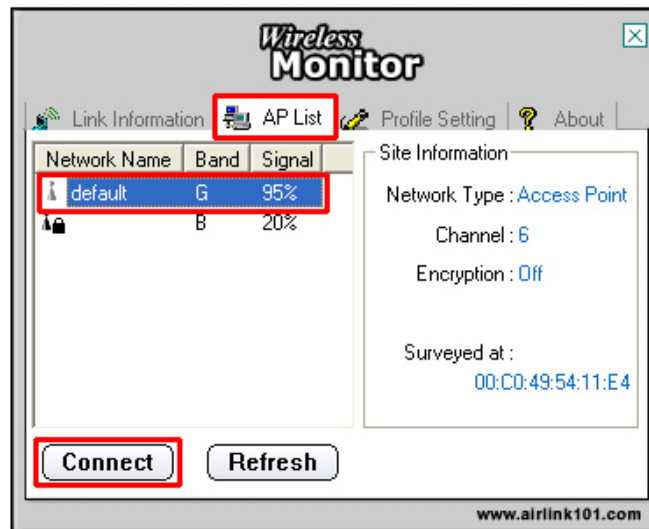 Wireless
Monitor
Link Information AP List Profile Setting ? About
Network Name Band Signal
default G 95%
B 20%
Site Information
Network Type : Access Point
Channel : 6
Encryption : Off
Surveyed at :
00:C0:49:54:11:E4
Connect Refresh
www.airlink101.com